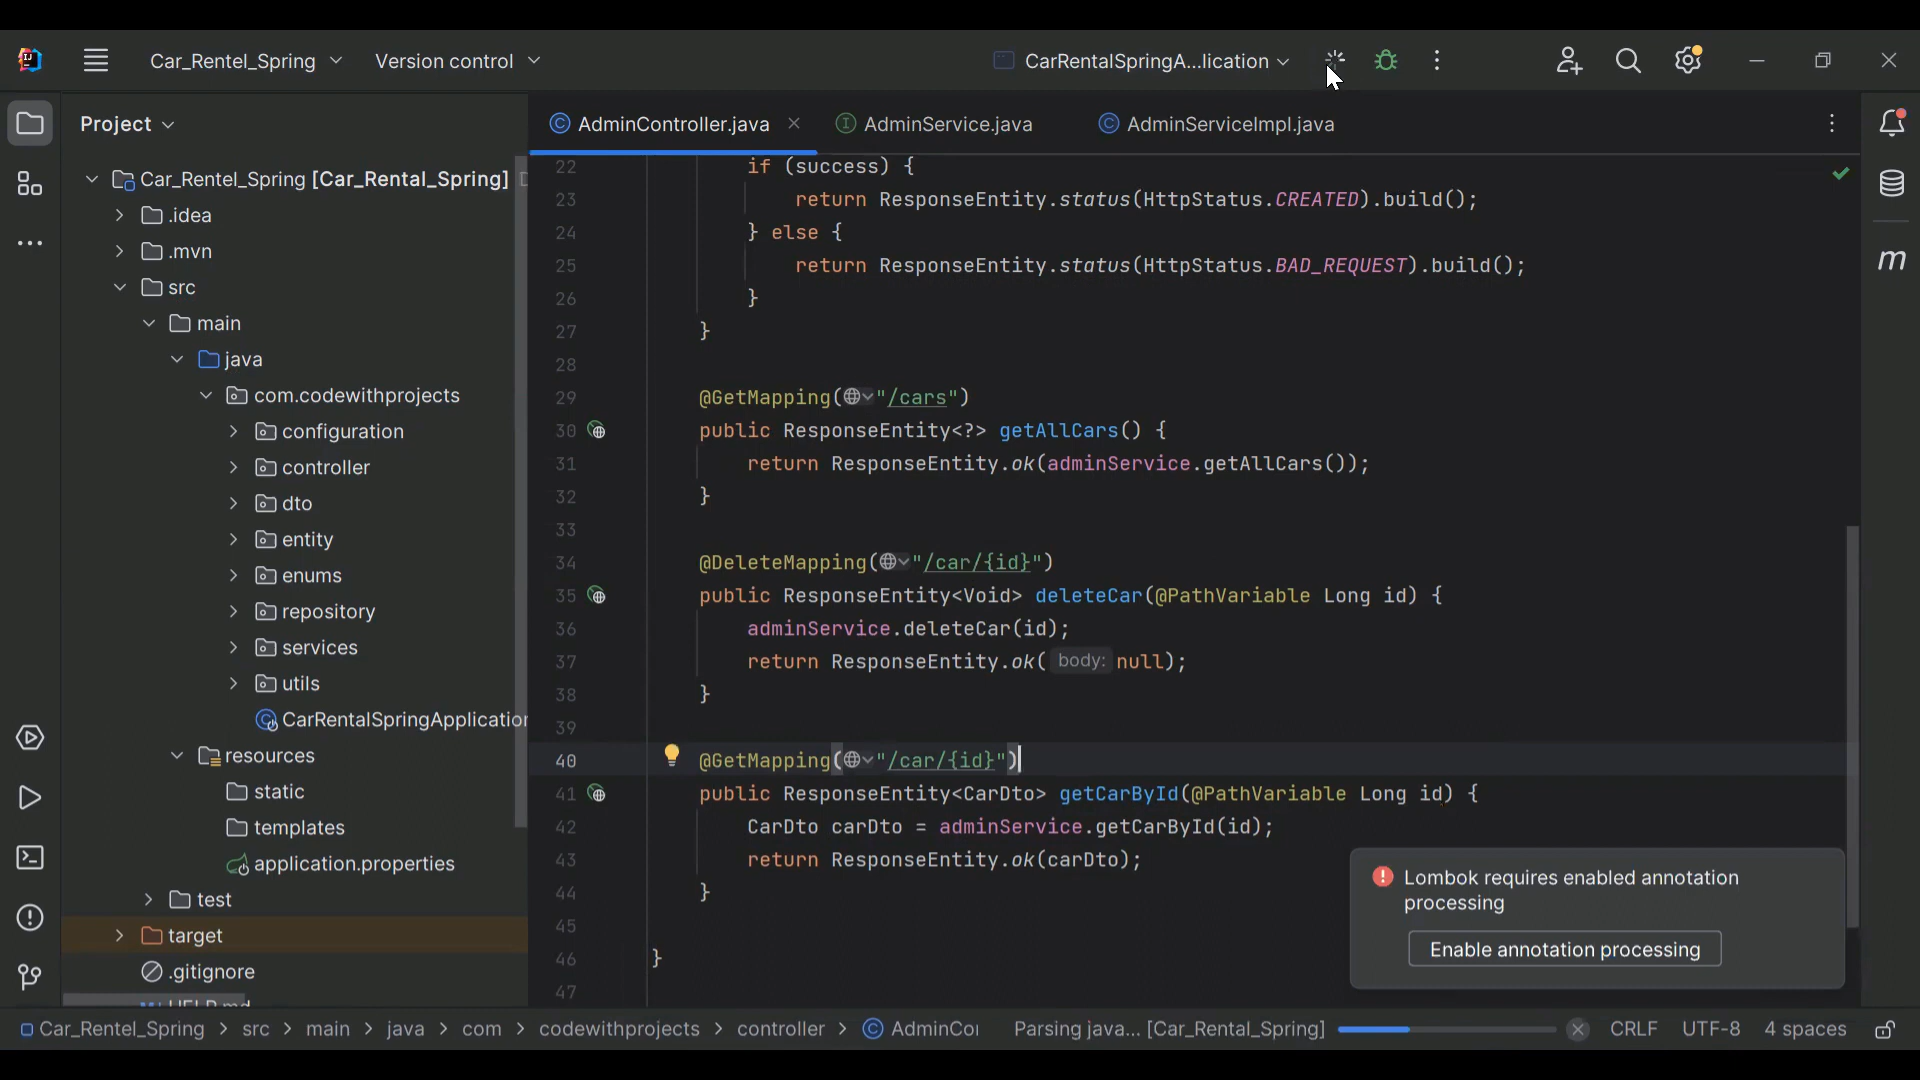 Car_Rentel_Spring
Version control
CarRentalSpringA...lication
Project
AdminController.java
AdminService.java
AdminServiceImpl.java
Car_Rentel_Spring [Car_Rental_Spring]
.idea
.mvn
src
main
java
com.codewithprojects
configuration
controller
dto
entity
enums
repository
services
utils
CarRentalSpringApplication
resources
static
templates
application.properties
test
target
.gitignore
HELP.md
22 if (success) {
23 return ResponseEntity.status(HttpStatus.CREATED).build();
24 } else {
25 return ResponseEntity.status(HttpStatus.BAD_REQUEST).build();
26 }
27 }
28
29 @GetMapping("/cars")
30 public ResponseEntity<?> getAllCars() {
31 return ResponseEntity.ok(adminService.getAllCars());
32 }
33
34 @DeleteMapping("/car/{id}")
35 public ResponseEntity<Void> deleteCar(@PathVariable Long id) {
36 adminService.deleteCar(id);
37 return ResponseEntity.ok( body: null);
38 }
39
40 @GetMapping("/car/{id}")
41 public ResponseEntity<CarDto> getCarById(@PathVariable Long id) {
42 CarDto carDto = adminService.getCarById(id);
43 return ResponseEntity.ok(carDto);
44 }
45
46 }
47
Lombok requires enabled annotation
processing
Enable annotation processing
Car_Rentel_Spring > src > main > java > com > codewithprojects > controller > AdminCo
Parsing java... [Car_Rental_Spring]
CRLF UTF-8 4 spaces